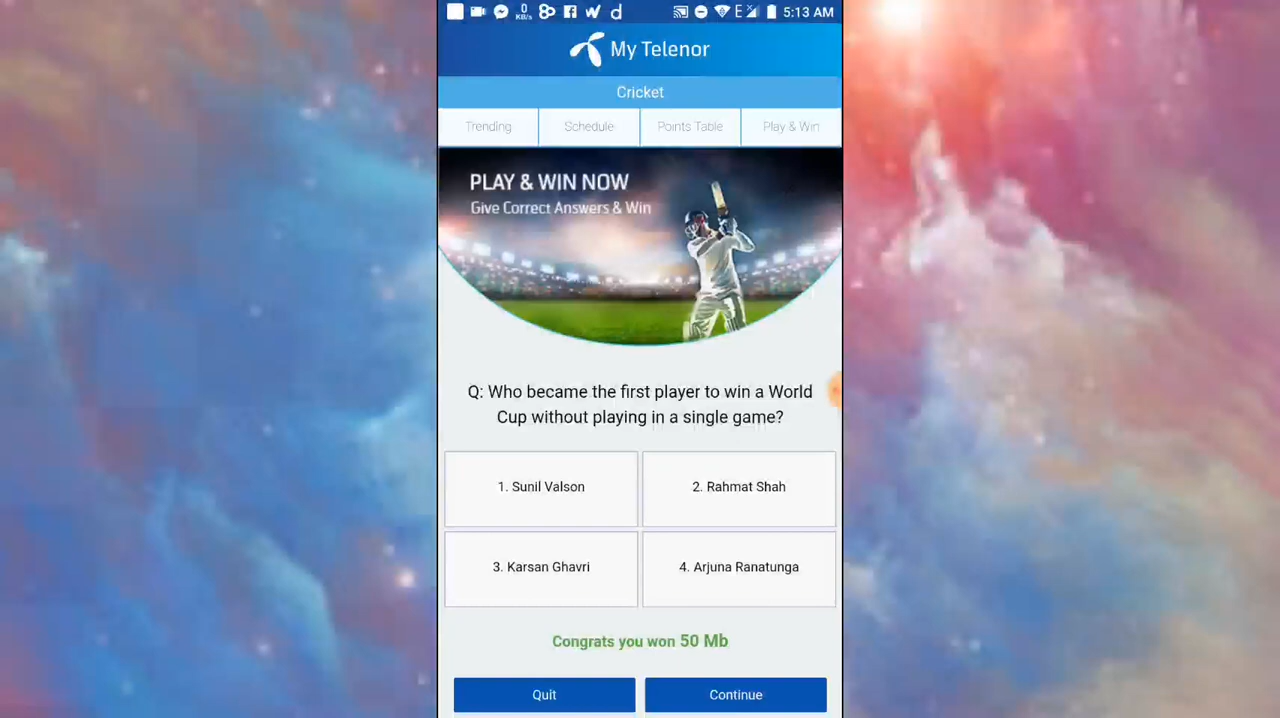 0
KB/s
E
5:13 AM
My Telenor
Cricket
Trending
Schedule
Points Table
Play & Win
PLAY & WIN NOW
Give Correct Answers & Win
Q: Who became the first player to win a World
Cup without playing in a single game?
1. Sunil Valson
2. Rahmat Shah
3. Karsan Ghavri
4. Arjuna Ranatunga
Congrats you won 50 Mb
Quit
Continue